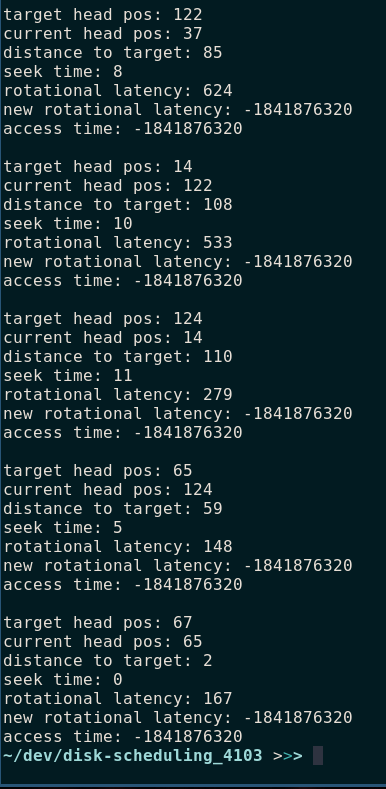 target head pos: 122
current head pos: 37
distance to target: 85
seek time: 8
rotational latency: 624
new rotational latency: -1841876320
access time: -1841876320
target head pos: 14
current head pos: 122
distance to target: 108
seek time: 10
rotational latency: 533
new rotational latency: -1841876320
access time: -1841876320
target head pos: 124
current head pos: 14
distance to target: 110
seek time: 11
rotational latency: 279
new rotational latency: -1841876320
access time: -1841876320
target head pos: 65
current head pos: 124
distance to target: 59
seek time: 5
rotational latency: 148
new rotational latency: -1841876320
access time: -1841876320
target head pos: 67
current head pos: 65
distance to target: 2
seek time: 0
rotational latency: 167
new rotational latency: -1841876320
access time: -1841876320
~/dev/disk-scheduling_4103 >>>